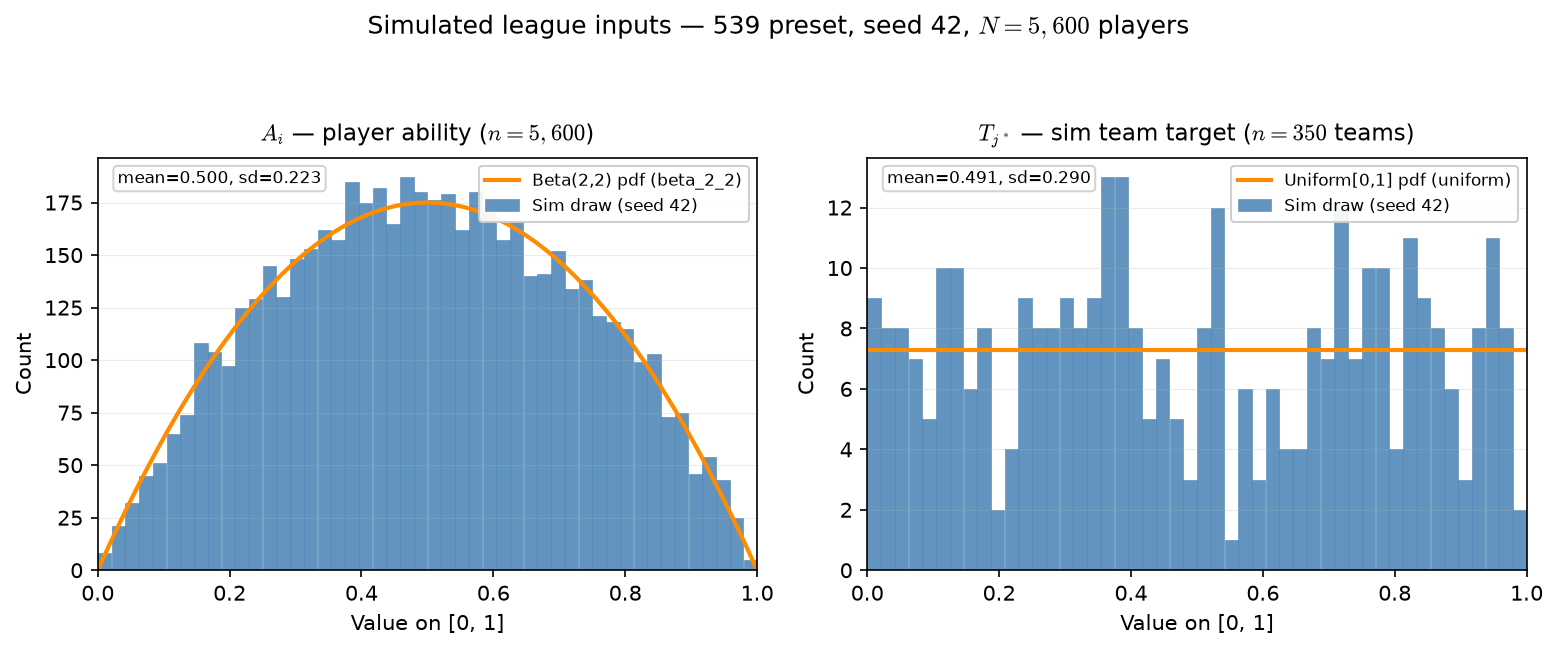 Simulated league inputs — 539 preset, seed 42, N = 5,600 players
A_i — player ability (n = 5,600)
mean=0.500, sd=0.223
Beta(2,2) pdf (beta_2_2)
Sim draw (seed 42)
Count
175
150
125
100
75
50
25
0
0.0 0.2 0.4 0.6 0.8 1.0
Value on [0, 1]
T_j* — sim team target (n = 350 teams)
mean=0.491, sd=0.290
Uniform[0,1] pdf (uniform)
Sim draw (seed 42)
Count
12
10
8
6
4
2
0
0.0 0.2 0.4 0.6 0.8 1.0
Value on [0, 1]